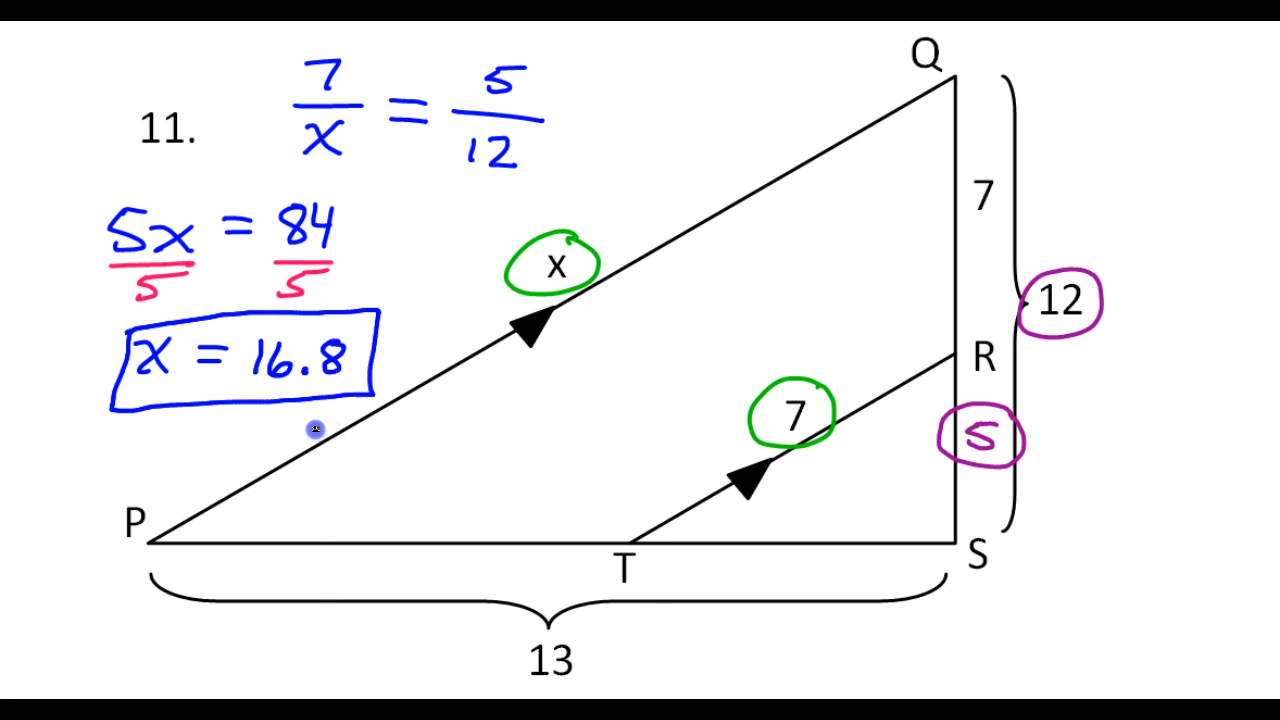 11.
7/x = 5/12
5x = 84
5 5
x = 16.8
Q
7
x
12
R
7
5
P
T
S
13